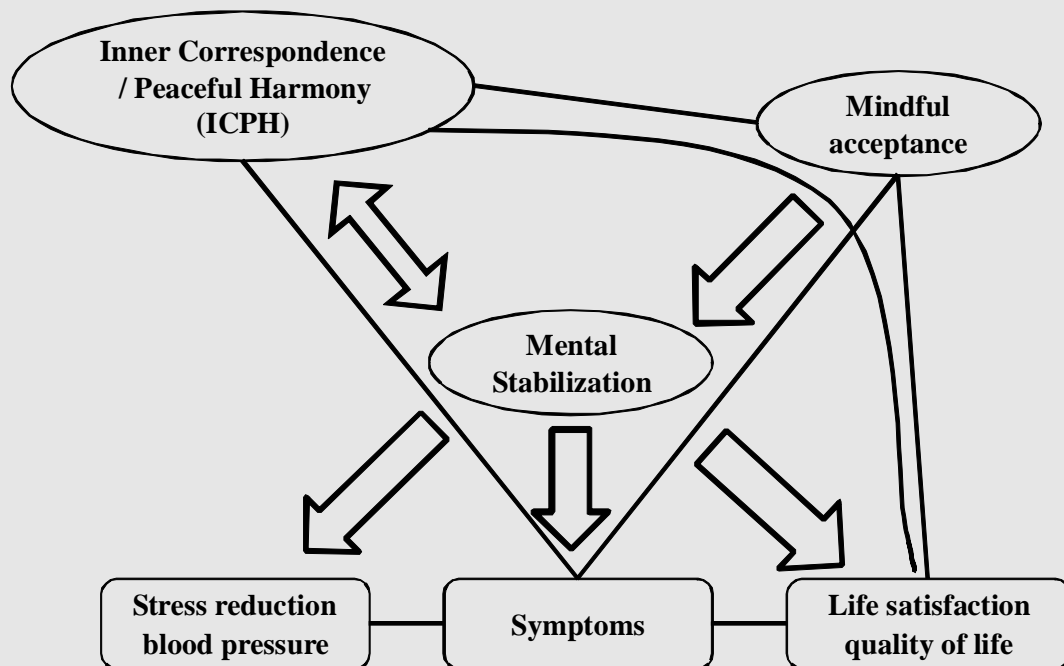 Inner Correspondence
/ Peaceful Harmony
(ICPH)
Mindful
acceptance
Mental
Stabilization
Stress reduction
blood pressure
Symptoms
Life satisfaction
quality of life